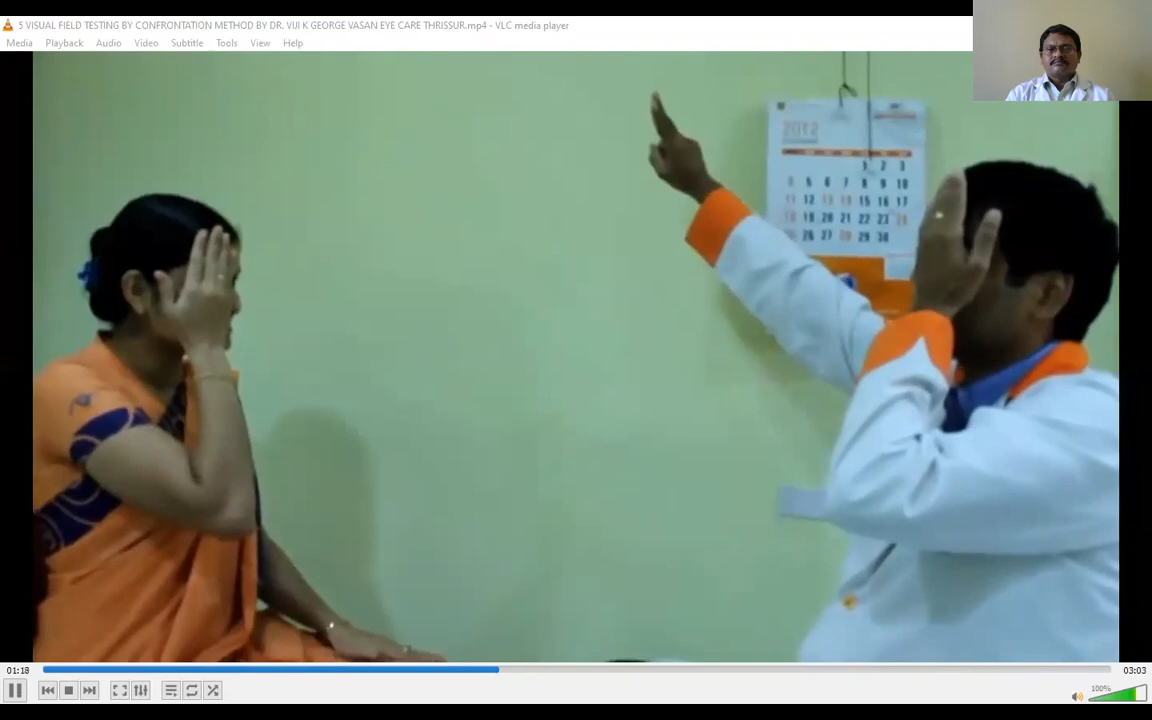 5 VISUAL FIELD TESTING BY CONFRONTATION METHOD BY DR. VIJI K GEORGE VASAN EYE CARE THRISSUR.mp4 - VLC media player
Media Playback Audio Video Subtitle Tools View Help
2012
1 2 3
5 6 7 8 9 10
11 12 13 14 15 16 17
18 19 20 21 22 23 24
25 26 27 28 29 30
01:18
03:03
100%